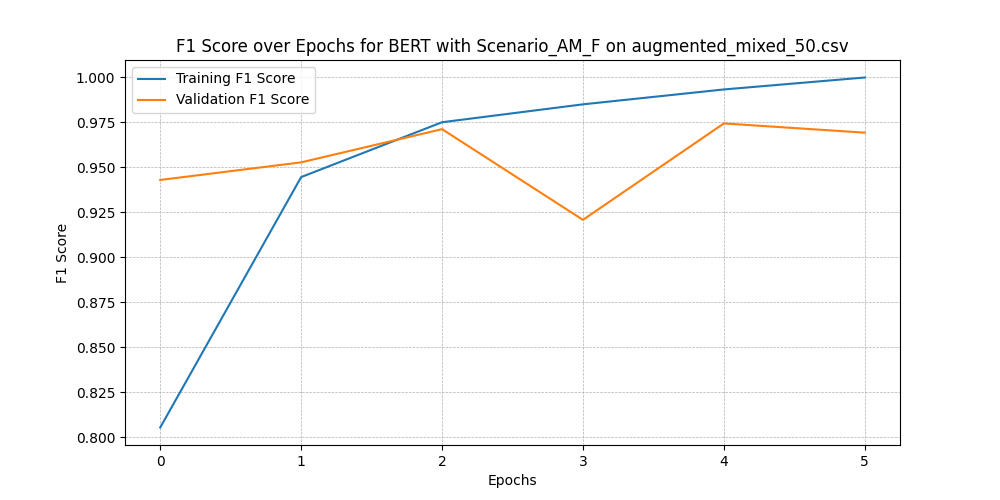 F1 Score over Epochs for BERT with Scenario_AM_F on augmented_mixed_50.csv
Training F1 Score
Validation F1 Score
1.000
0.975
0.950
0.925
0.900
0.875
0.850
0.825
0.800
F1 Score
0 1 2 3 4 5
Epochs